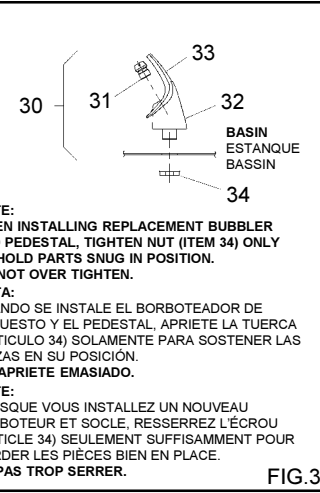 33
30
31
32
BASIN
ESTANQUE
BASSIN
34
TE:
EN INSTALLING REPLACEMENT BUBBLER
PEDESTAL, TIGHTEN NUT (ITEM 34) ONLY
HOLD PARTS SNUG IN POSITION.
NOT OVER TIGHTEN.
TA:
ANDO SE INSTALE EL BORBOTEADOR DE
UESTO Y EL PEDESTAL, APRIETE LA TUERCA
TICULO 34) SOLAMENTE PARA SOSTENER LAS
ZAS EN SU POSICIÓN.
APRIETE EMASIADO.
TE:
SQUE VOUS INSTALLEZ UN NOUVEAU
BOTEUR ET SOCLE, RESSERREZ L'ÉCROU
TICLE 34) SEULEMENT SUFFISAMMENT POUR
RDER LES PIÈCES BIEN EN PLACE.
PAS TROP SERRER.
FIG.3